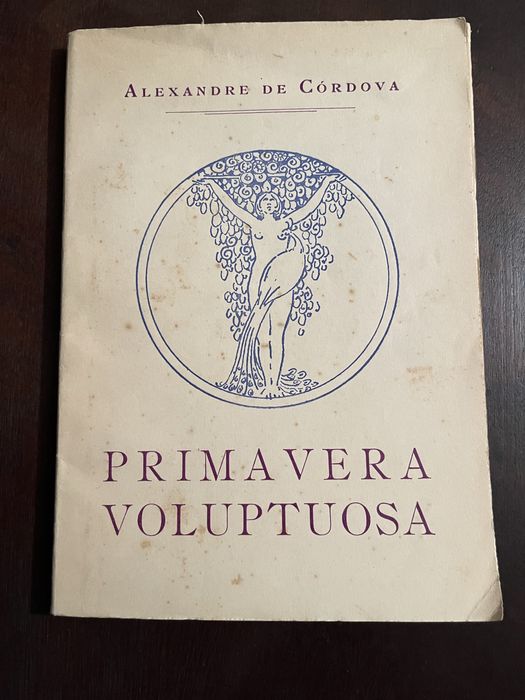 ALEXANDRE DE CÓRDOVA
PRIMAVERA
VOLUPTUOSA